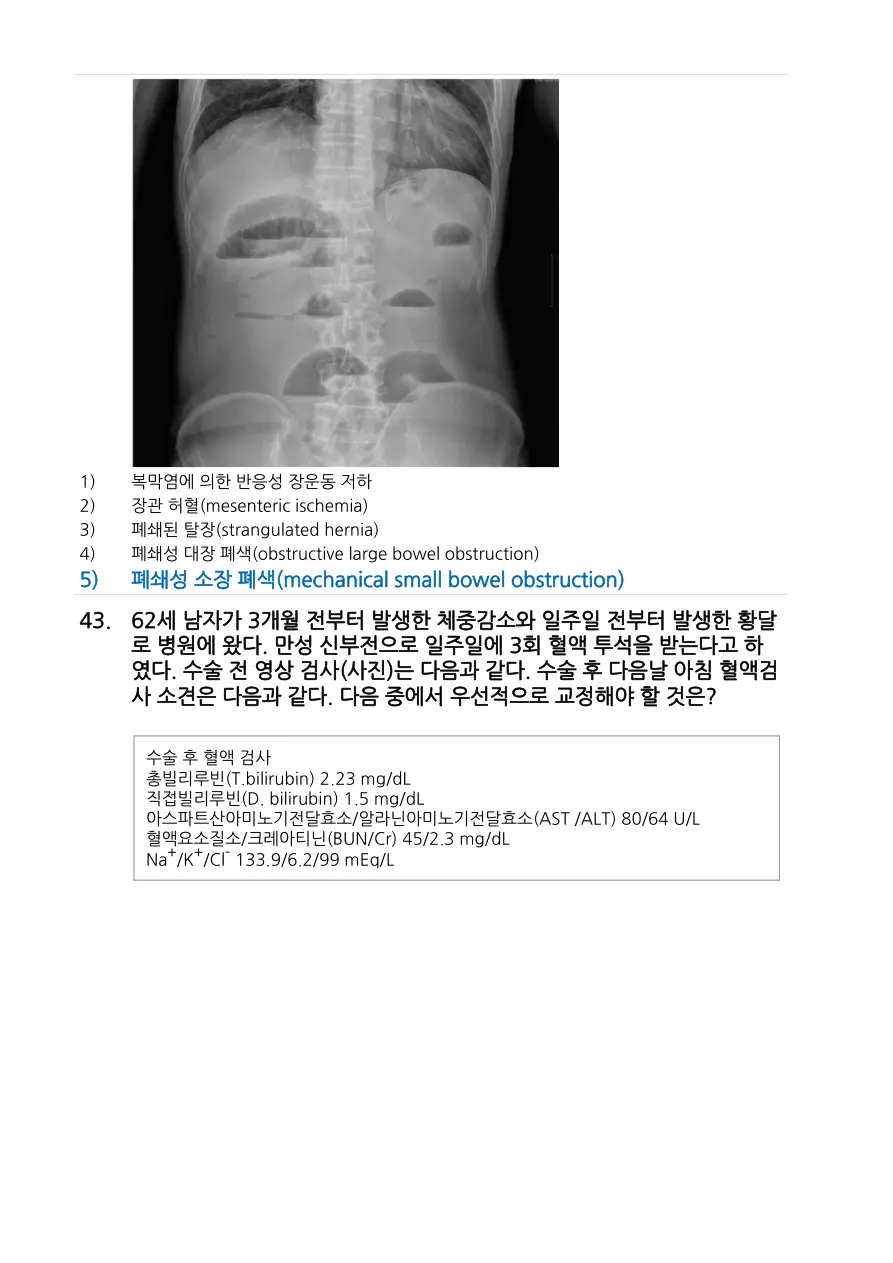 1) 복막염에 의한 반응성 장운동 저하
2) 장관 허혈(mesenteric ischemia)
3) 폐쇄된 탈장(strangulated hernia)
4) 폐쇄성 대장 폐색(obstructive large bowel obstruction)
5) 폐쇄성 소장 폐색(mechanical small bowel obstruction)
43. 62세 남자가 3개월 전부터 발생한 체중감소와 일주일 전부터 발생한 황달
로 병원에 왔다. 만성 신부전으로 일주일에 3회 혈액 투석을 받는다고 하
였다. 수술 전 영상 검사(사진)는 다음과 같다. 수술 후 다음날 아침 혈액검
사 소견은 다음과 같다. 다음 중에서 우선적으로 교정해야 할 것은?
수술 후 혈액 검사
총빌리루빈(T.bilirubin) 2.23 mg/dL
직접빌리루빈(D. bilirubin) 1.5 mg/dL
아스파트산아미노기전달효소/알라닌아미노기전달효소(AST /ALT) 80/64 U/L
혈액요소질소/크레아티닌(BUN/Cr) 45/2.3 mg/dL
Na⁺/K⁺/Cl⁻ 133.9/6.2/99 mEq/L